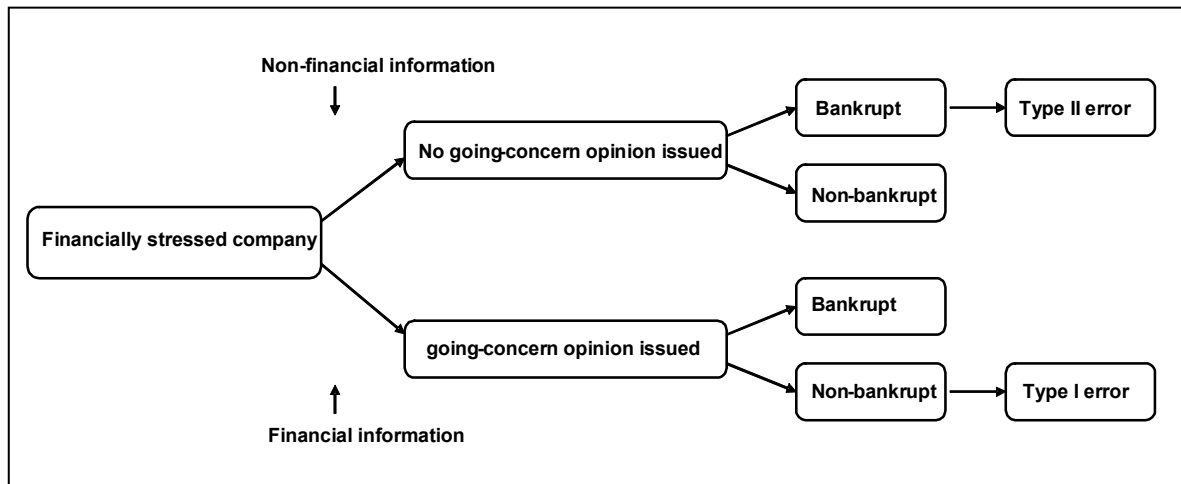 Non-financial information
Bankrupt
Type II error
No going-concern opinion issued
Non-bankrupt
Financially stressed company
Bankrupt
going-concern opinion issued
Non-bankrupt
Type I error
Financial information